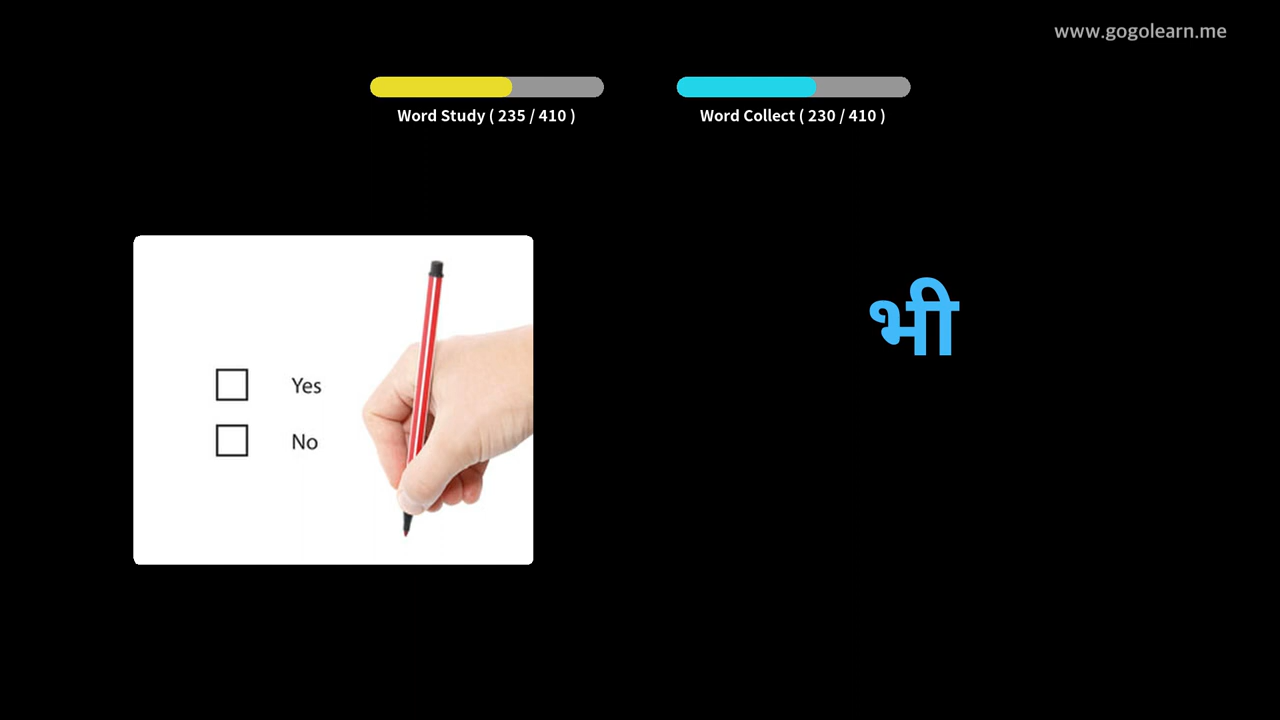 www.gogolearn.me
Word Study ( 235 / 410 )
Word Collect ( 230 / 410 )
Yes
No
भी